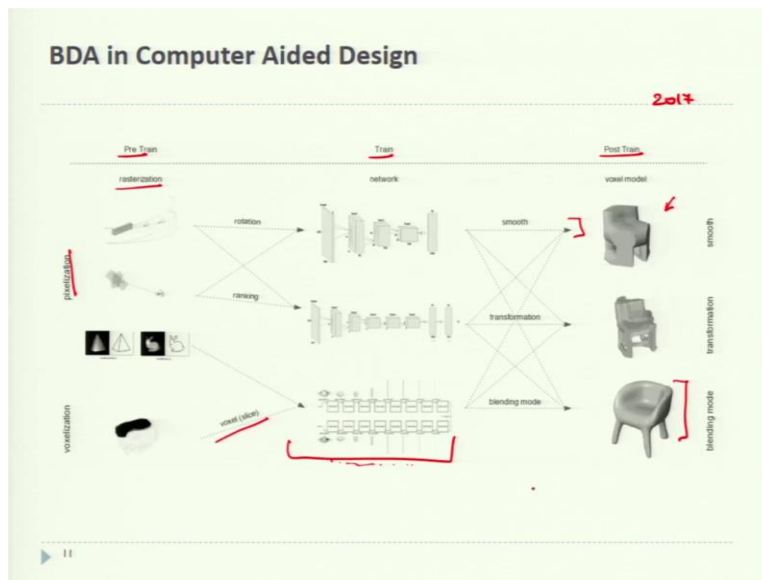 BDA in Computer Aided Design
2017
Pre Train
Train
Post Train
rasterization
network
voxel model
rotation
smooth
smooth
pixelization
ranking
transformation
transformation
voxelization
voxel (slice)
blending mode
blending mode
11